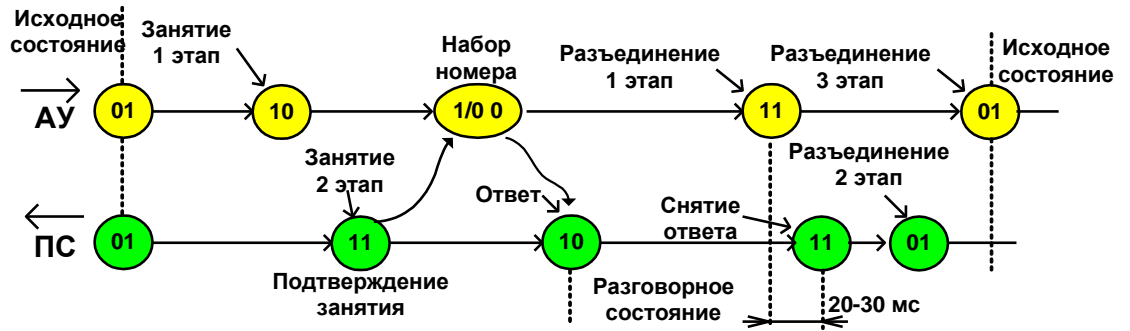 Исходное
состояние
Занятие
1 этап
Набор
номера
Разъединение
1 этап
Разъединение
3 этап
Исходное
состояние
АУ
01
10
1/0 0
11
01
Занятие
2 этап
Ответ
Снятие
ответа
Разъединение
2 этап
ПС
01
11
10
11
01
Подтверждение
занятия
Разговорное
состояние
20-30 мс